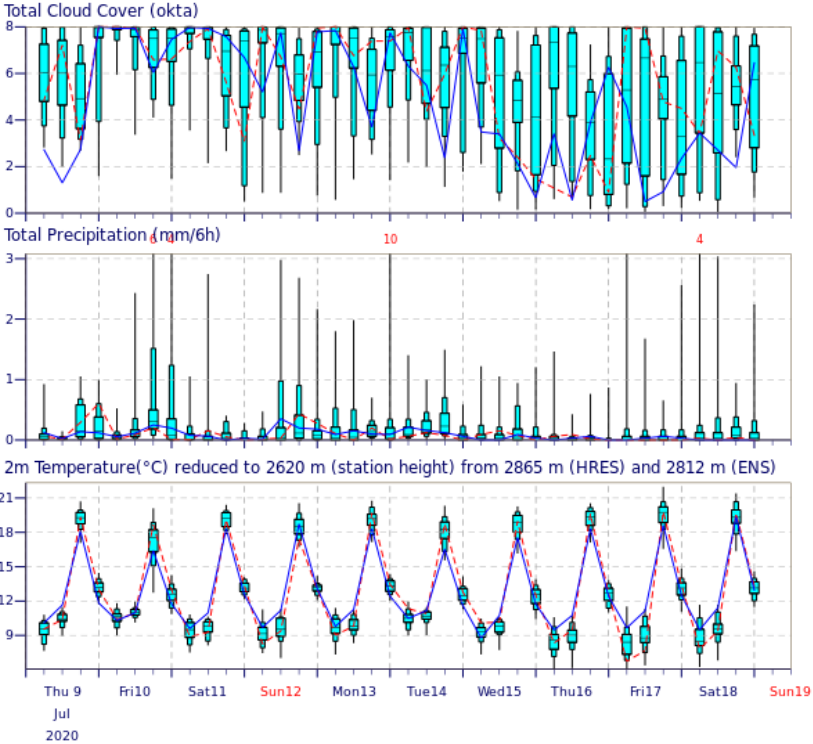 Total Cloud Cover (okta)
8
6
4
2
0
Total Precipitation (mm/6h)
6 4 10 4
3
2
1
0
2m Temperature(°C) reduced to 2620 m (station height) from 2865 m (HRES) and 2812 m (ENS)
21
18
15
12
9
Thu 9 Fri10 Sat11 Sun12 Mon13 Tue14 Wed15 Thu16 Fri17 Sat18 Sun19
Jul
2020